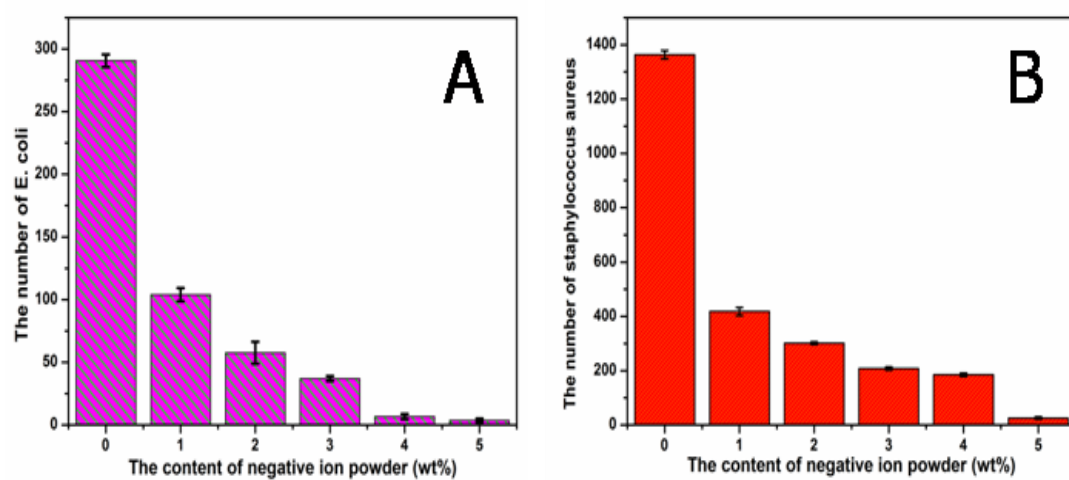 A
The number of E. coli
300
250
200
150
100
50
0
0 1 2 3 4 5
The content of negative ion powder (wt%)
B
The number of staphylococcus aureus
1400
1200
1000
800
600
400
200
0
0 1 2 3 4 5
The content of negative ion powder (wt%)